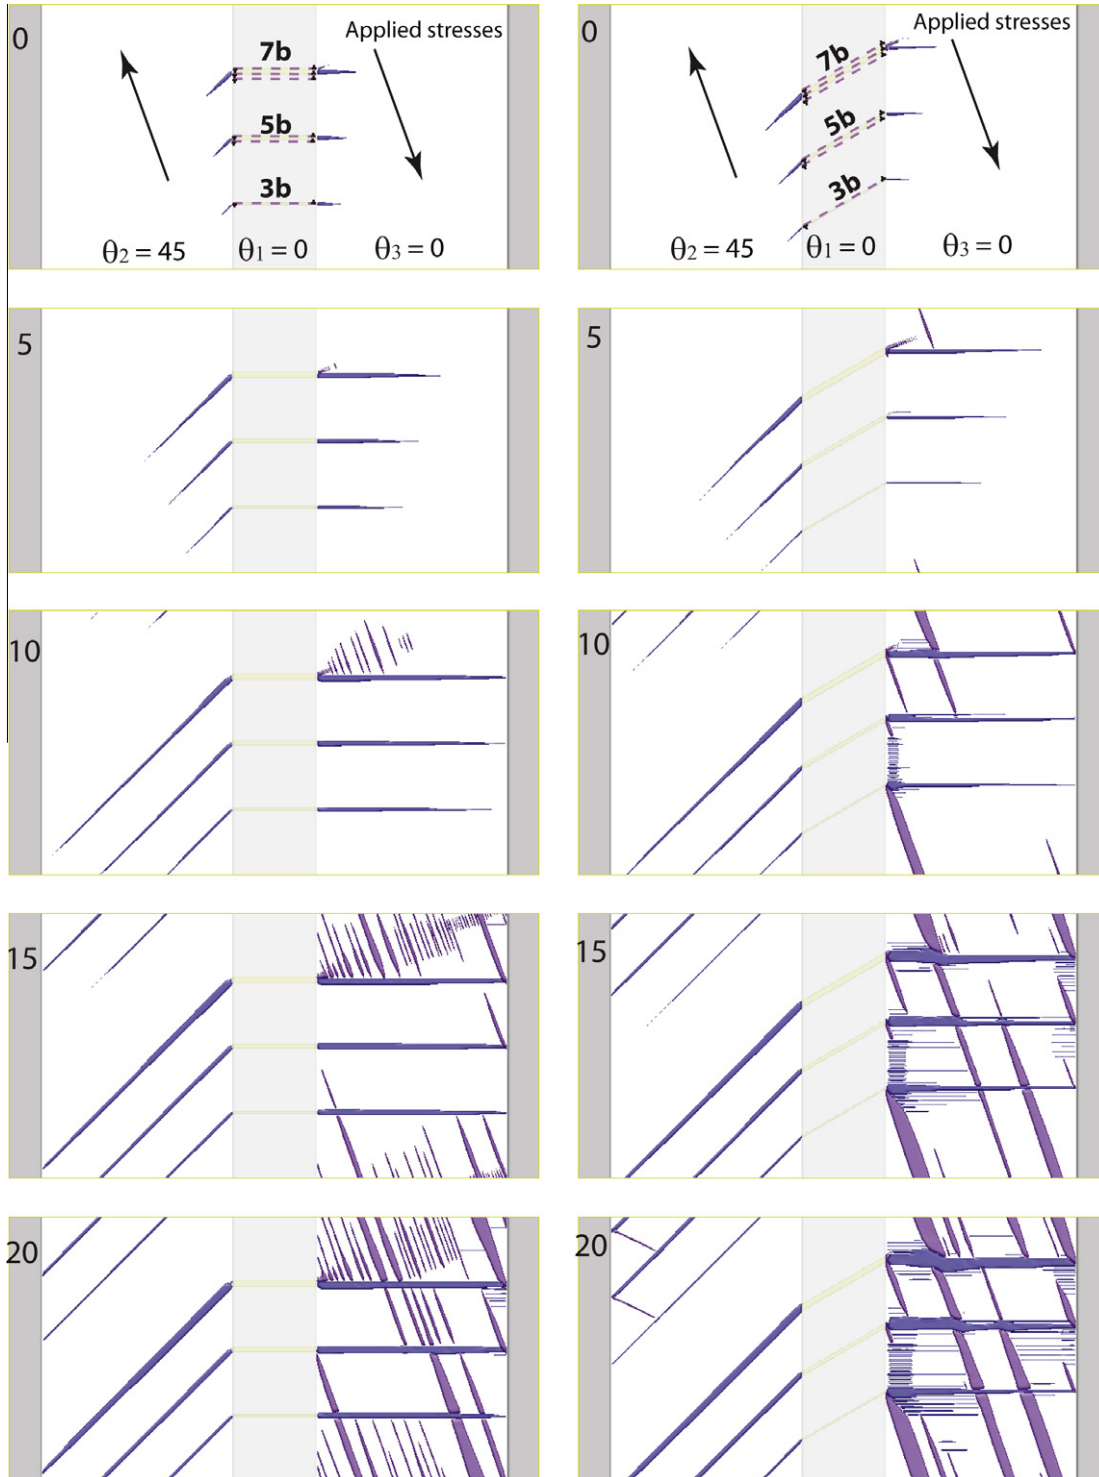 0
Applied stresses
7b
5b
3b
θ2 = 45
θ1 = 0
θ3 = 0
0
Applied stresses
7b
5b
3b
θ2 = 45
θ1 = 0
θ3 = 0
5
5
10
10
15
15
20
20